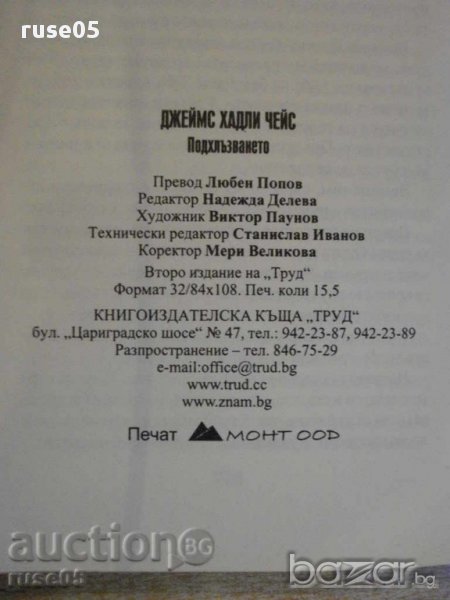 ruse05
ДЖЕЙМС ХАДЛИ ЧЕЙС
Подхлъзването
Превод Любен Попов
Редактор Надежда Делева
Художник Виктор Паунов
Технически редактор Станислав Иванов
Коректор Мери Великова
Второ издание на „Труд“
Формат 32/84x108. Печ. коли 15,5
КНИГОИЗДАТЕЛСКА КЪЩА „ТРУД“
бул. „Цариградско шосе“ № 47, тел.: 942-23-87, 942-23-89
Разпространение – тел. 846-75-29
e-mail:office@trud.bg
www.trud.cc
www.znam.bg
Печат МОНТ ООД
auction BG
bazar.bg
ruse05